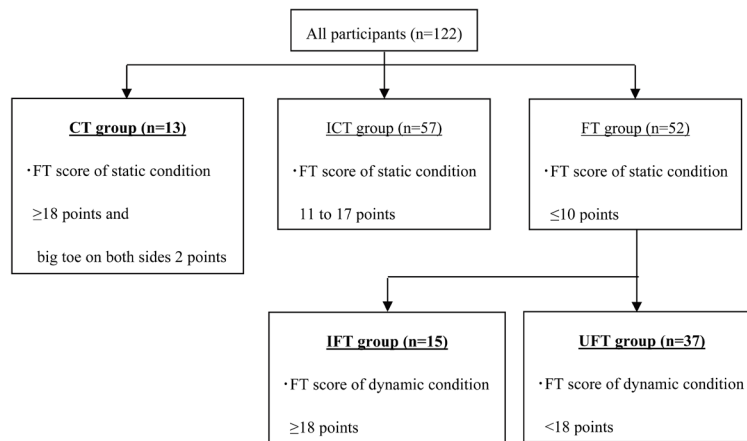 All participants (n=122)
CT group (n=13)
・FT score of static condition
≥18 points and
big toe on both sides 2 points
ICT group (n=57)
・FT score of static condition
11 to 17 points
FT group (n=52)
・FT score of static condition
≤10 points
IFT group (n=15)
・FT score of dynamic condition
≥18 points
UFT group (n=37)
・FT score of dynamic condition
<18 points